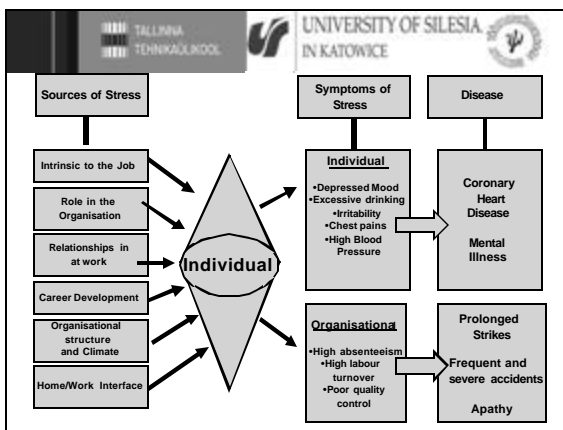 TALLINNA
TEHNIKAÜLIKOOL
UNIVERSITY OF SILESIA
IN KATOWICE
Sources of Stress
Symptoms of
Stress
Disease
Intrinsic to the Job
Role in the
Organisation
Relationships in
at work
Career Development
Organisational
structure
and Climate
Home/Work Interface
Individual
Individual
•Depressed Mood
•Excessive drinking
•Irritability
•Chest pains
•High Blood
Pressure
Coronary
Heart
Disease
Mental
Illness
Organisationa
•High absenteeism
•High labour
turnover
•Poor quality
control
Prolonged
Strikes
Frequent and
severe accidents
Apathy